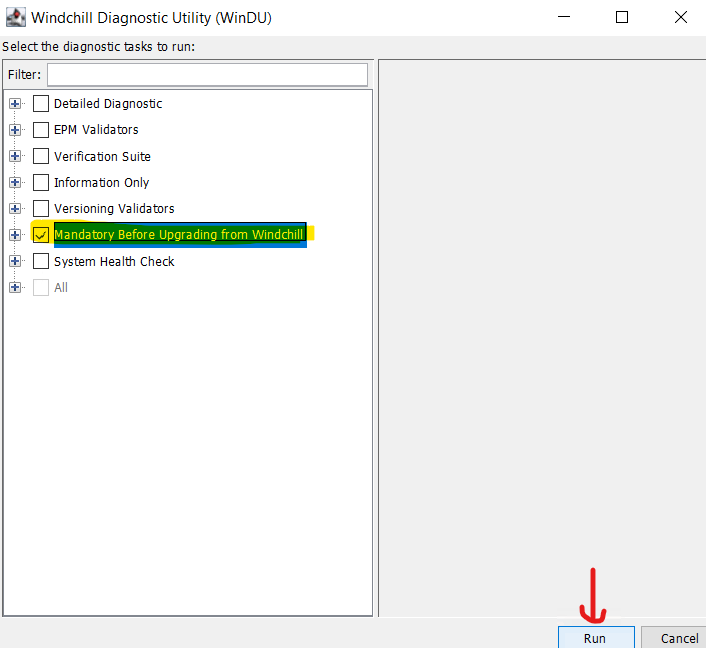 Windchill Diagnostic Utility (WinDU)
Select the diagnostic tasks to run:
Filter:
Detailed Diagnostic
EPM Validators
Verification Suite
Information Only
Versioning Validators
Mandatory Before Upgrading from Windchill
System Health Check
All
Run Cancel